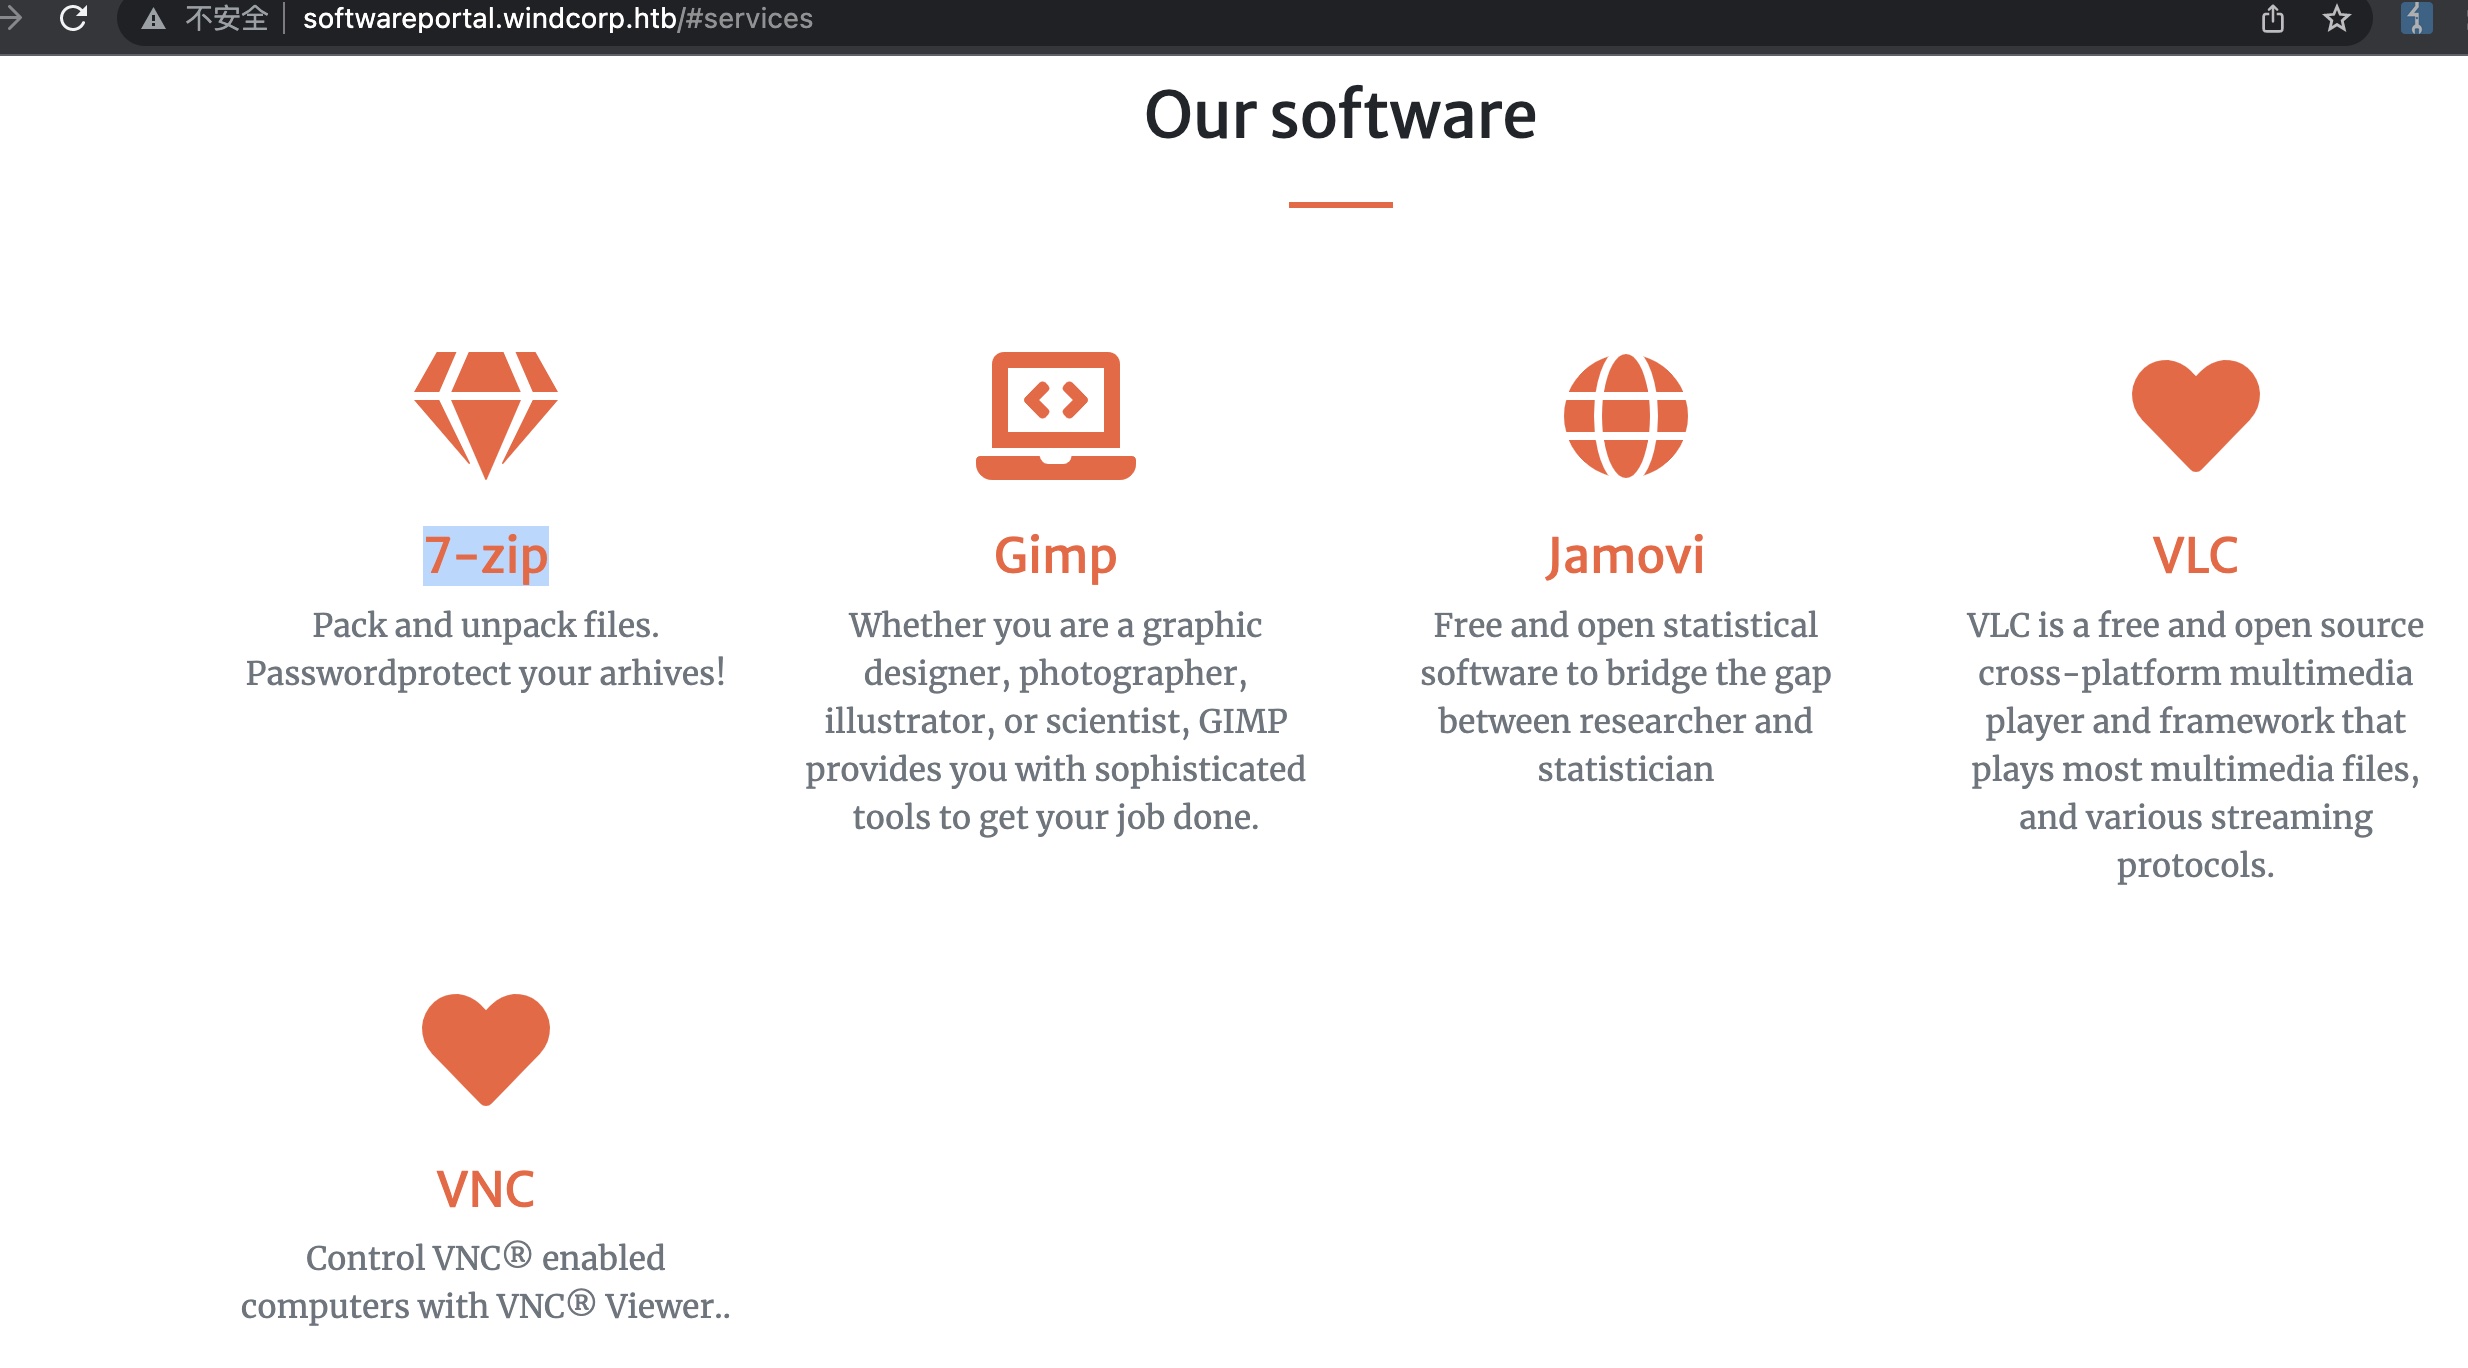 不安全 softwareportal.windcorp.htb/#services
Our software
7-zip
Pack and unpack files.
Passwordprotect your arhives!
Gimp
Whether you are a graphic
designer, photographer,
illustrator, or scientist, GIMP
provides you with sophisticated
tools to get your job done.
Jamovi
Free and open statistical
software to bridge the gap
between researcher and
statistician
VLC
VLC is a free and open source
cross-platform multimedia
player and framework that
plays most multimedia files,
and various streaming
protocols.
VNC
Control VNC® enabled
computers with VNC® Viewer..